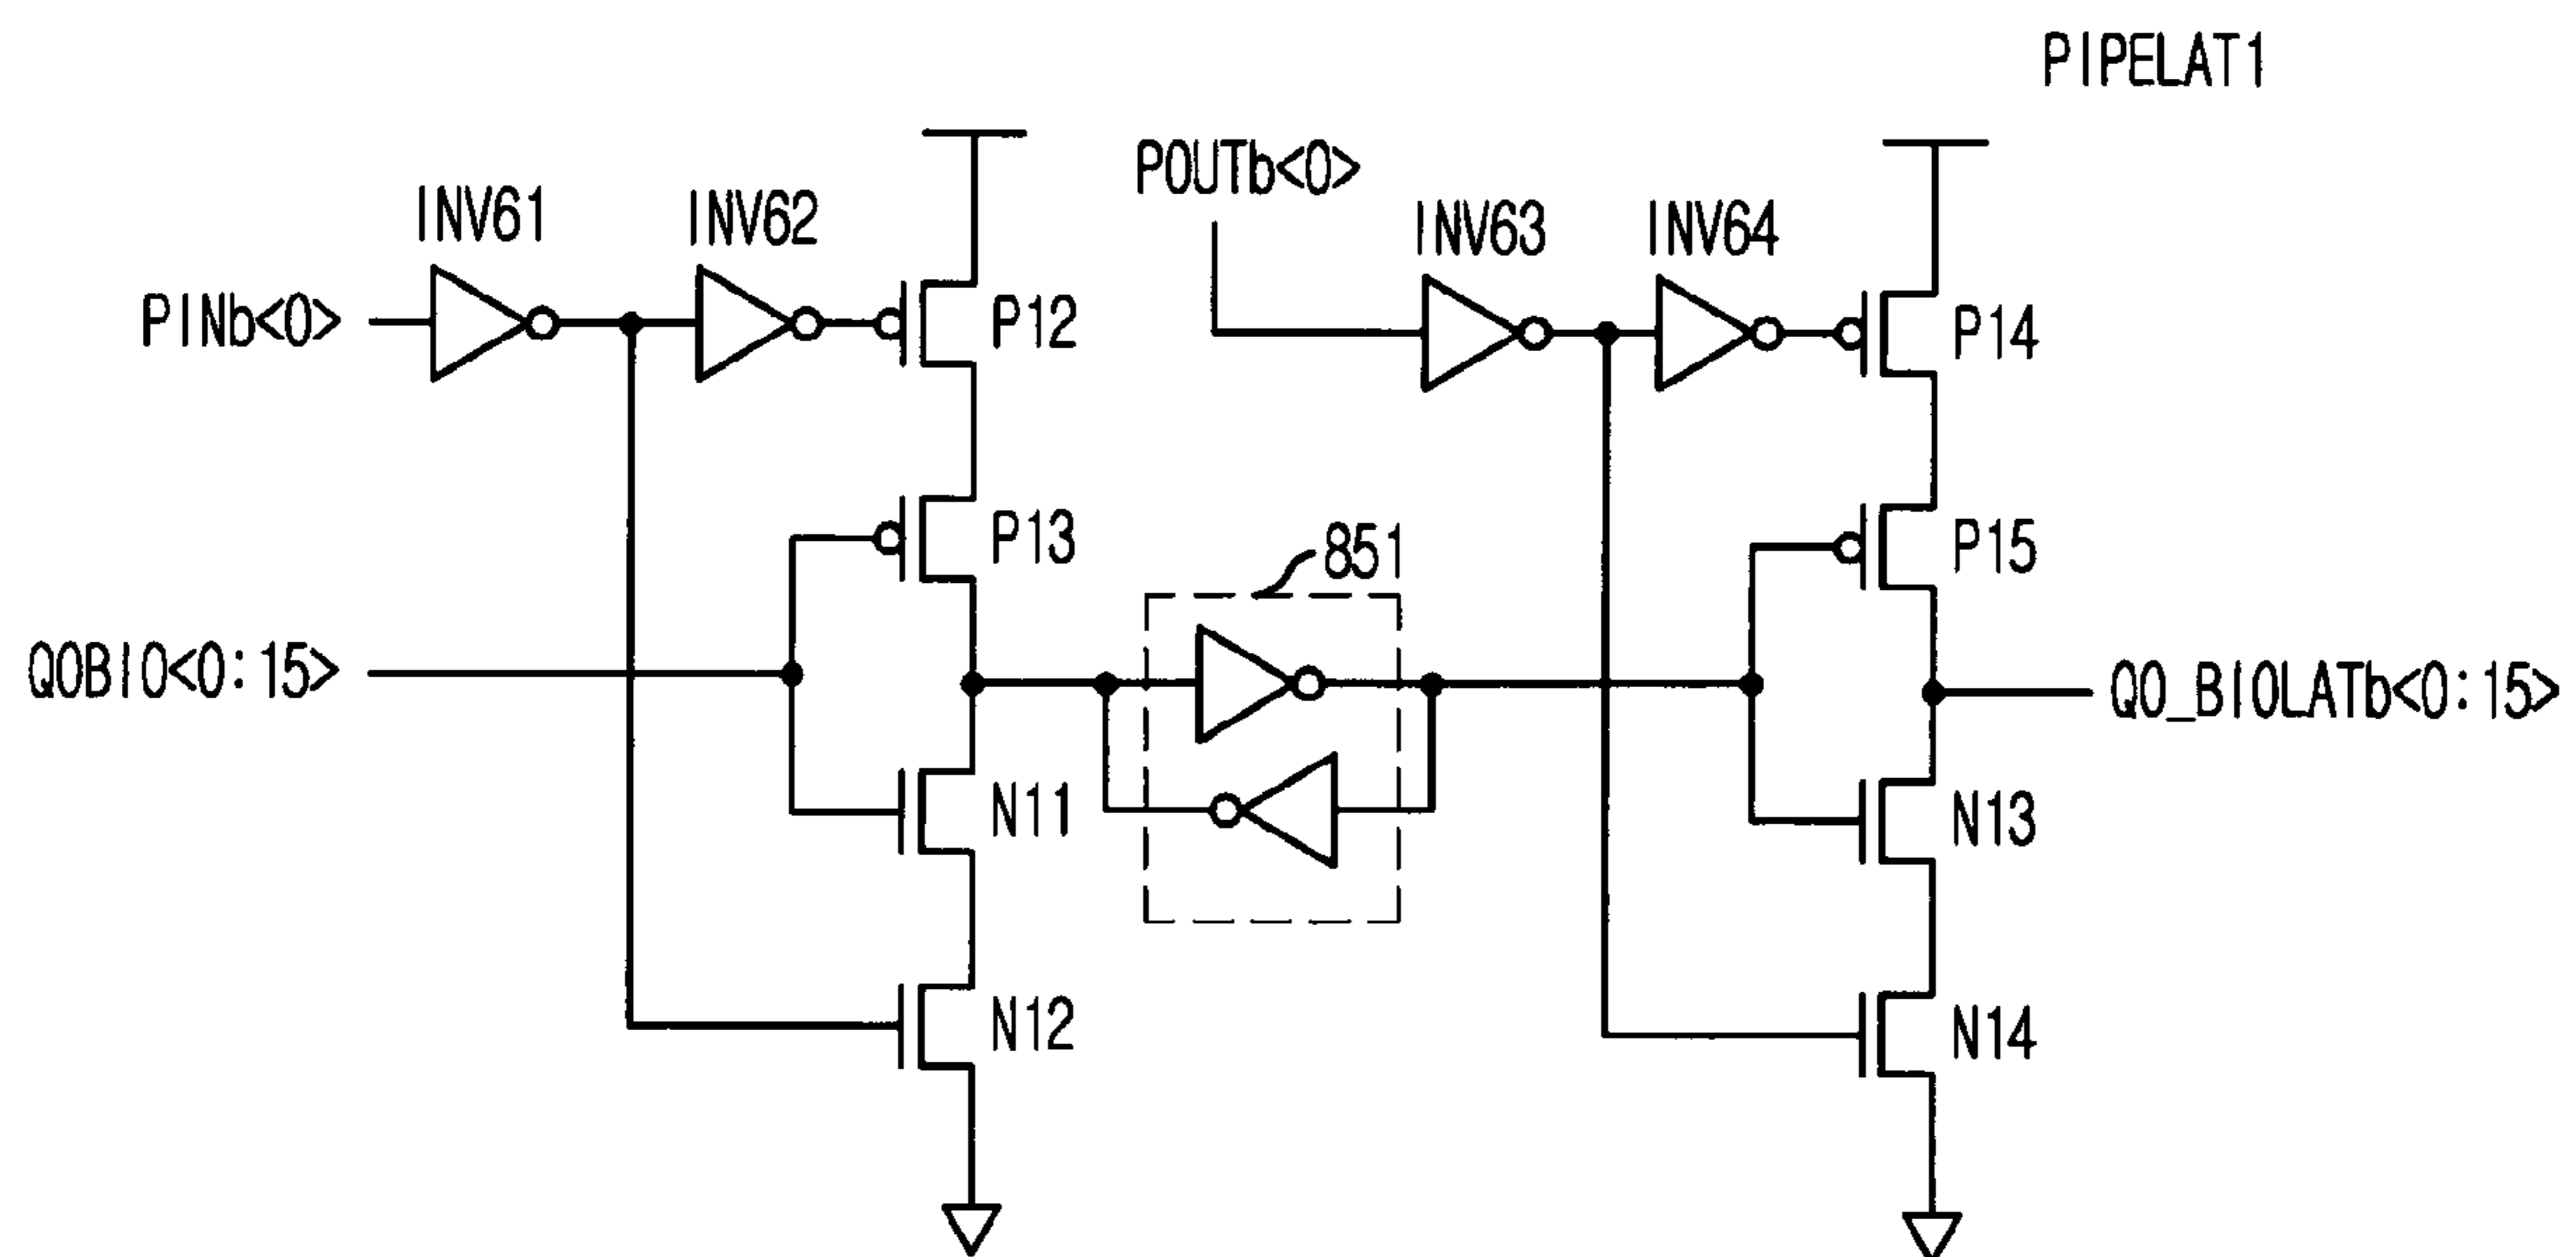 PIPELAT1
POUTb<0>
INV61
INV62
INV63
INV64
PINb<0>
P12
P14
P13
P15
851
Q0BIO<0:15>
Q0_BIOLATb<0:15>
N11
N13
N12
N14